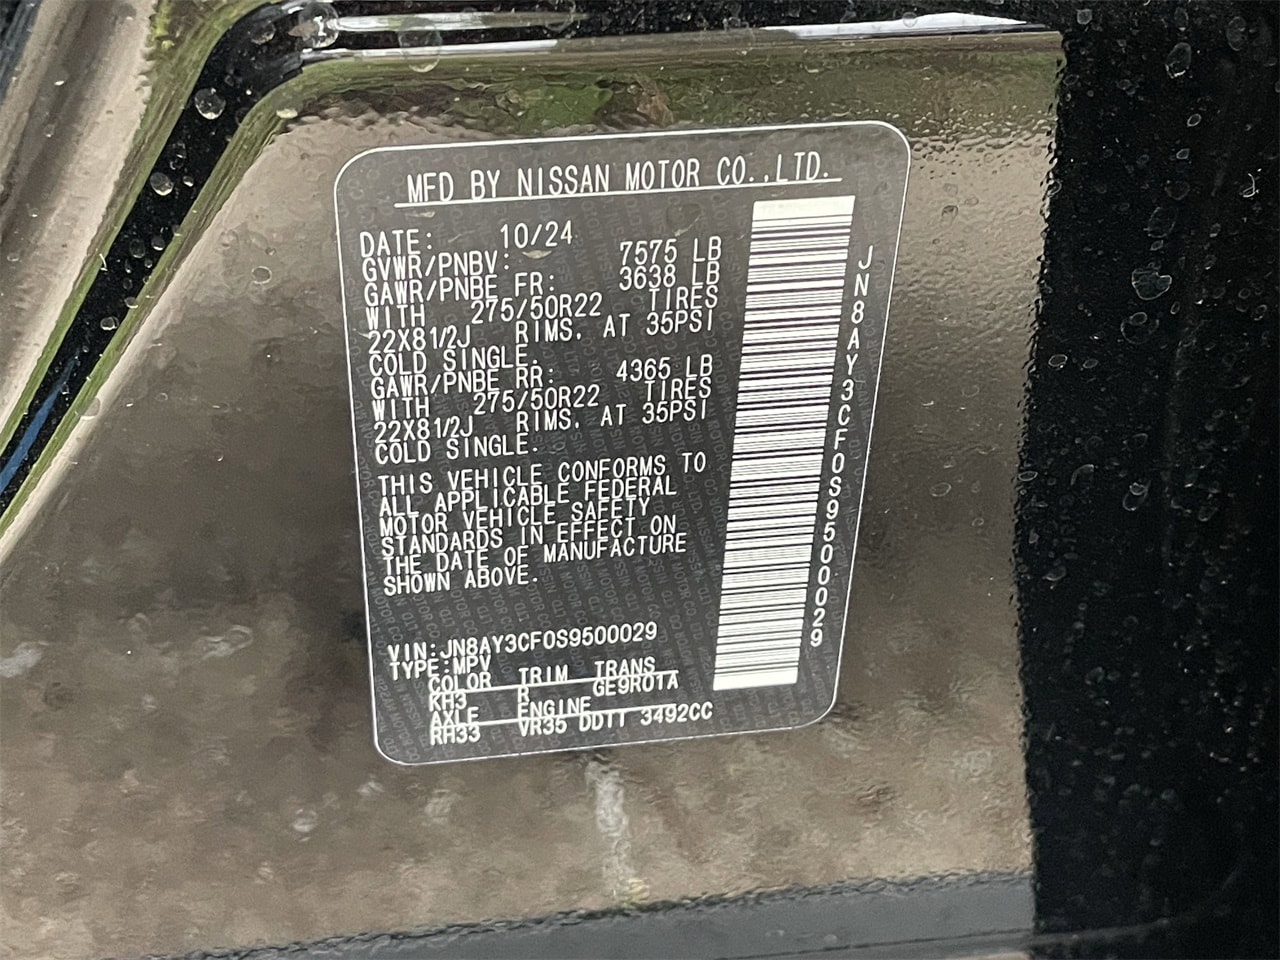 MFD BY NISSAN MOTOR CO.,LTD.
DATE: 10/24
GVWR/PNBV: 7575 LB
GAWR/PNBE FR: 3638 LB
WITH 275/50R22 TIRES
22X81/2J RIMS, AT 35PSI
COLD SINGLE.
GAWR/PNBE RR: 4365 LB
WITH 275/50R22 TIRES
22X81/2J RIMS, AT 35PSI
COLD SINGLE.
THIS VEHICLE CONFORMS TO
ALL APPLICABLE FEDERAL
MOTOR VEHICLE SAFETY
STANDARDS IN EFFECT ON
THE DATE OF MANUFACTURE
SHOWN ABOVE.
VIN:JN8AY3CF0S9500029
TYPE:MPV
COLOR TRIM TRANS
KH3 R GE9R01A
AXLE ENGINE
RH33 VR35 DDTT 3492CC
JN8AY3CF0S9500029